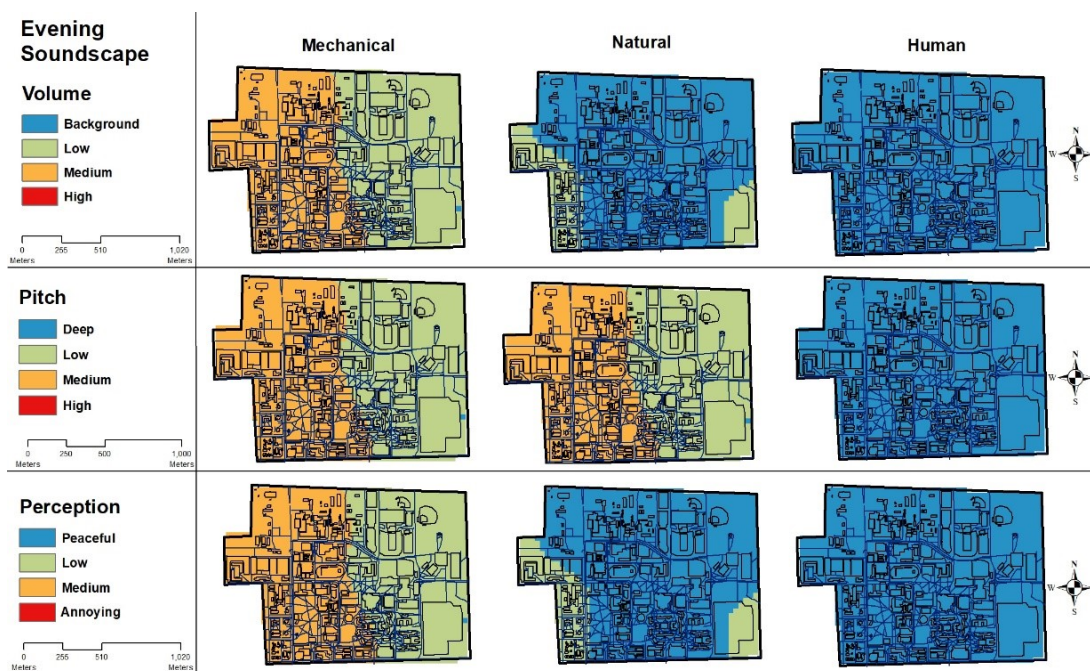 Evening
Soundscape
Mechanical
Natural
Human
Volume
Background
Low
Medium
High
0 255 510 1,020
Meters Meters
N
W
S
Pitch
Deep
Low
Medium
High
0 250 500 1,000
Meters Meters
N
W
S
Perception
Peaceful
Low
Medium
Annoying
0 255 510 1,020
Meters Meters
N
W
S